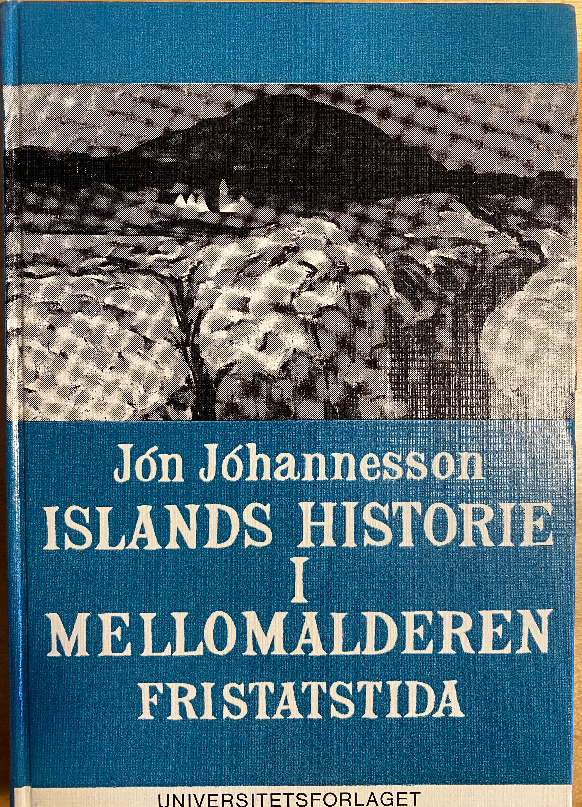 Jón Jóhannesson
ISLANDS HISTORIE
I
MELLOMALDEREN
FRISTATSTIDA
UNIVERSITETSFORLAGET